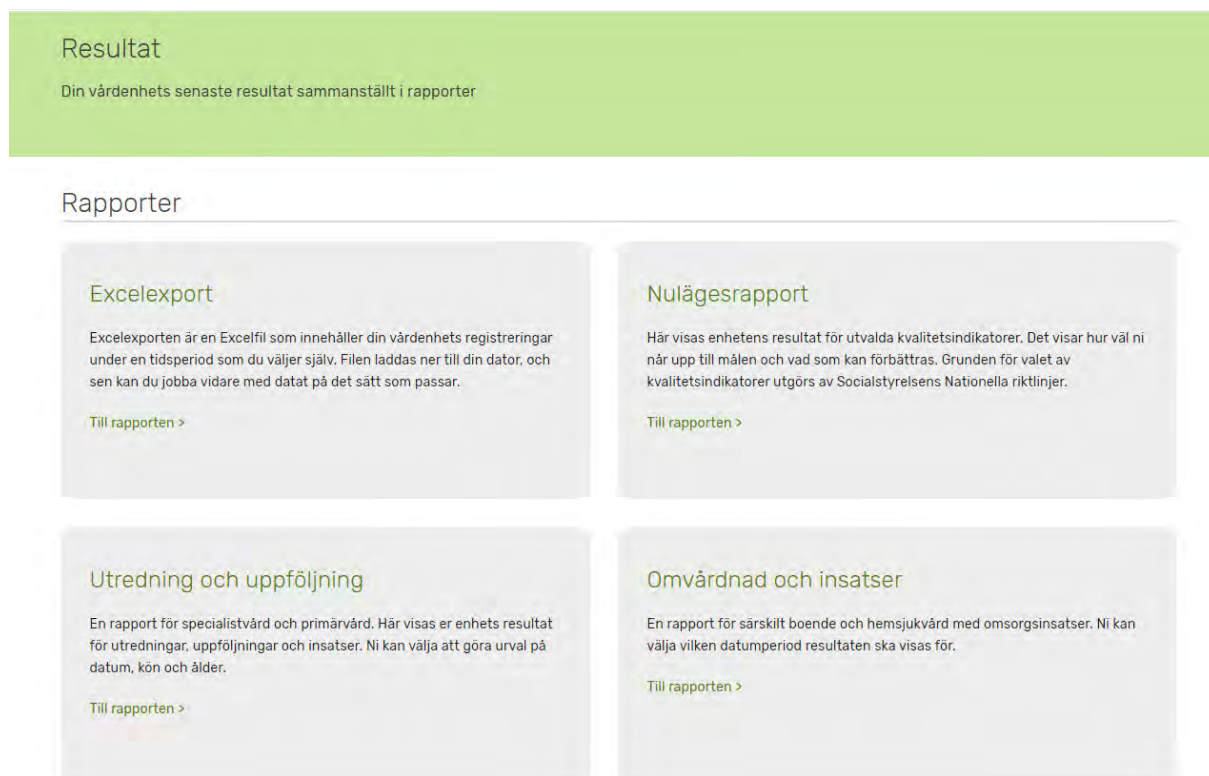 Resultat
Din vårdenhets senaste resultat sammanställt i rapporter
Rapporter
Excelexport
Excelexporten är en Excelfil som innehåller din vårdenhets registreringar
under en tidsperiod som du väljer själv. Filen laddas ner till din dator, och
sen kan du jobba vidare med datat på det sätt som passar.
Till rapporten >
Nulägesrapport
Här visas enhetens resultat för utvalda kvalitetsindikatorer. Det visar hur väl ni
når upp till målen och vad som kan förbättras. Grunden för valet av
kvalitetsindikatorer utgörs av Socialstyrelsens Nationella riktlinjer.
Till rapporten >
Utredning och uppföljning
En rapport för specialistvård och primärvård. Här visas er enhets resultat
för utredningar, uppföljningar och insatser. Ni kan välja att göra urval på
datum, kön och ålder.
Till rapporten >
Omvårdnad och insatser
En rapport för särskilt boende och hemsjukvård med omsorgsinsatser. Ni kan
välja vilken datumperiod resultaten ska visas för.
Till rapporten >